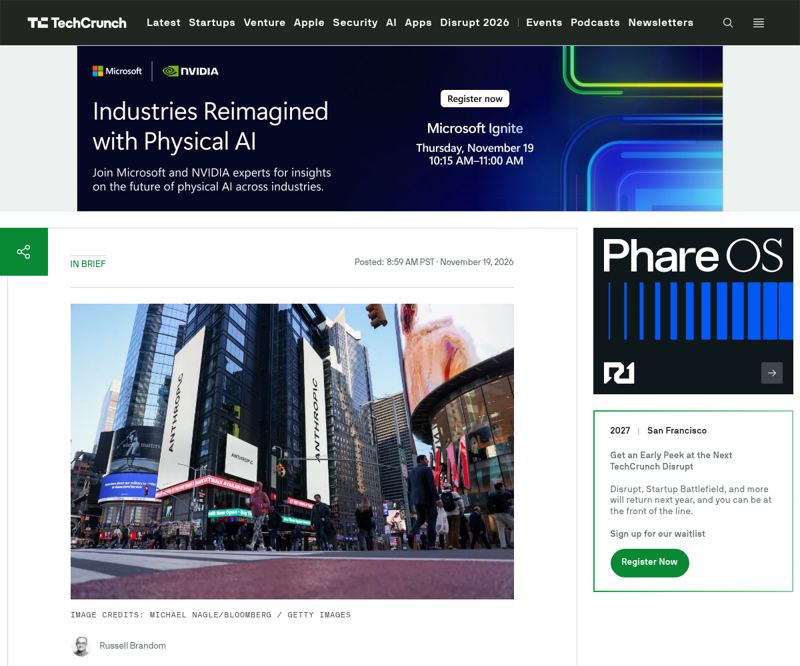 TechCrunch
Latest Startups Venture Apple Security AI Apps Disrupt 2026 | Events Podcasts Newsletters
Microsoft | NVIDIA
Industries Reimagined
with Physical AI
Join Microsoft and NVIDIA experts for insights
on the future of physical AI across industries.
Register now
Microsoft Ignite
Thursday, November 19
10:15 AM–11:00 AM
IN BRIEF
Posted: 8:59 AM PST · November 19, 2026
ANTHROPIC
ANTHROPIC
ANTHROPIC
IMAGE CREDITS: MICHAEL NAGLE/BLOOMBERG / GETTY IMAGES
Russell Brandom
Phare OS
2027 | San Francisco
Get an Early Peek at the Next
TechCrunch Disrupt
Disrupt, Startup Battlefield, and more
will return next year, and you can be at
the front of the line.
Sign up for our waitlist
Register Now